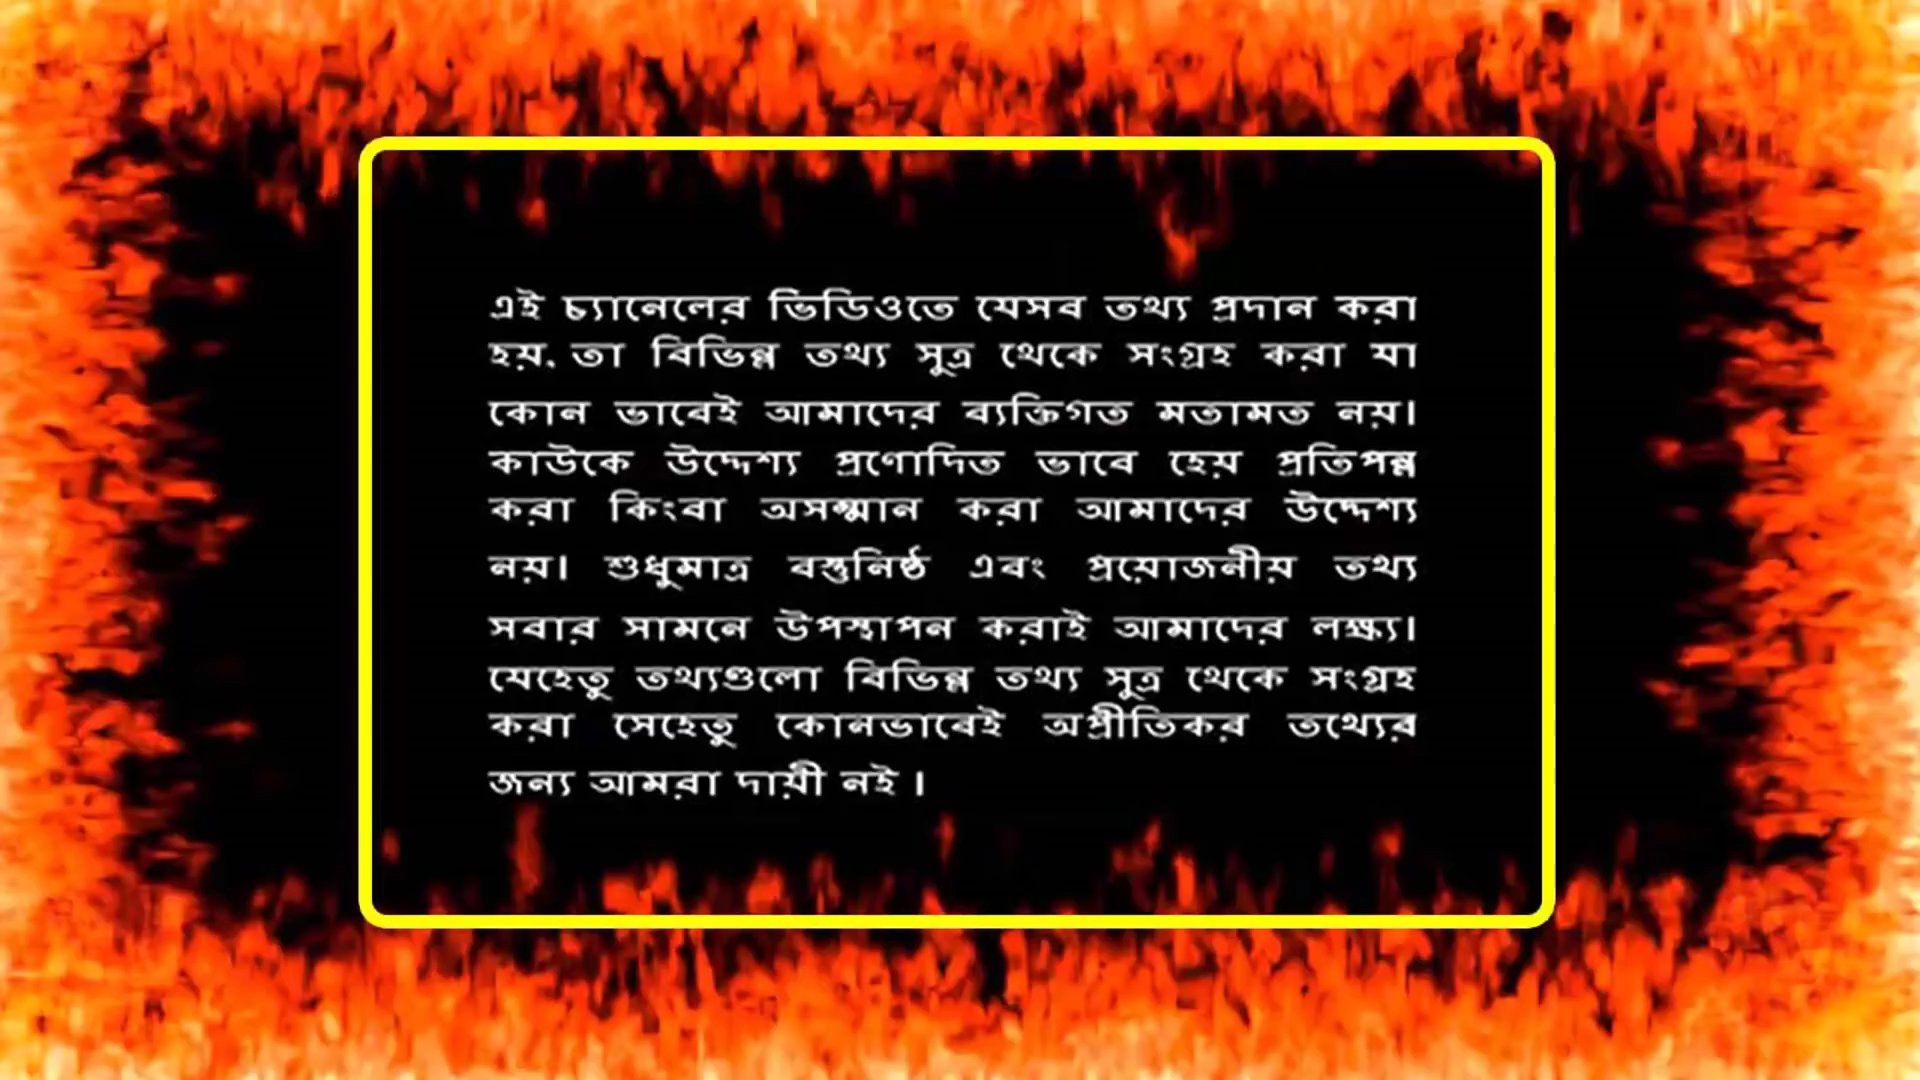 এই চ্যানেলের ভিডিওতে যেসব তথ্য প্রদান করা
হয়, তা বিভিন্ন তথ্য সুত্র থেকে সংগ্রহ করা যা
কোন ভাবেই আমাদের ব্যক্তিগত মতামত নয়।
কাউকে উদ্দেশ্য প্রণোদিত ভাবে হেয় প্রতিপন্ন
করা কিংবা অসম্মান করা আমাদের উদ্দেশ্য
নয়। শুধুমাত্র বস্তুনিষ্ঠ এবং প্রয়োজনীয় তথ্য
সবার সামনে উপস্থাপন করাই আমাদের লক্ষ্য।
যেহেতু তথ্যগুলো বিভিন্ন তথ্য সুত্র থেকে সংগ্রহ
করা সেহেতু কোনভাবেই অপ্রীতিকর তথ্যের
জন্য আমরা দায়ী নই ।